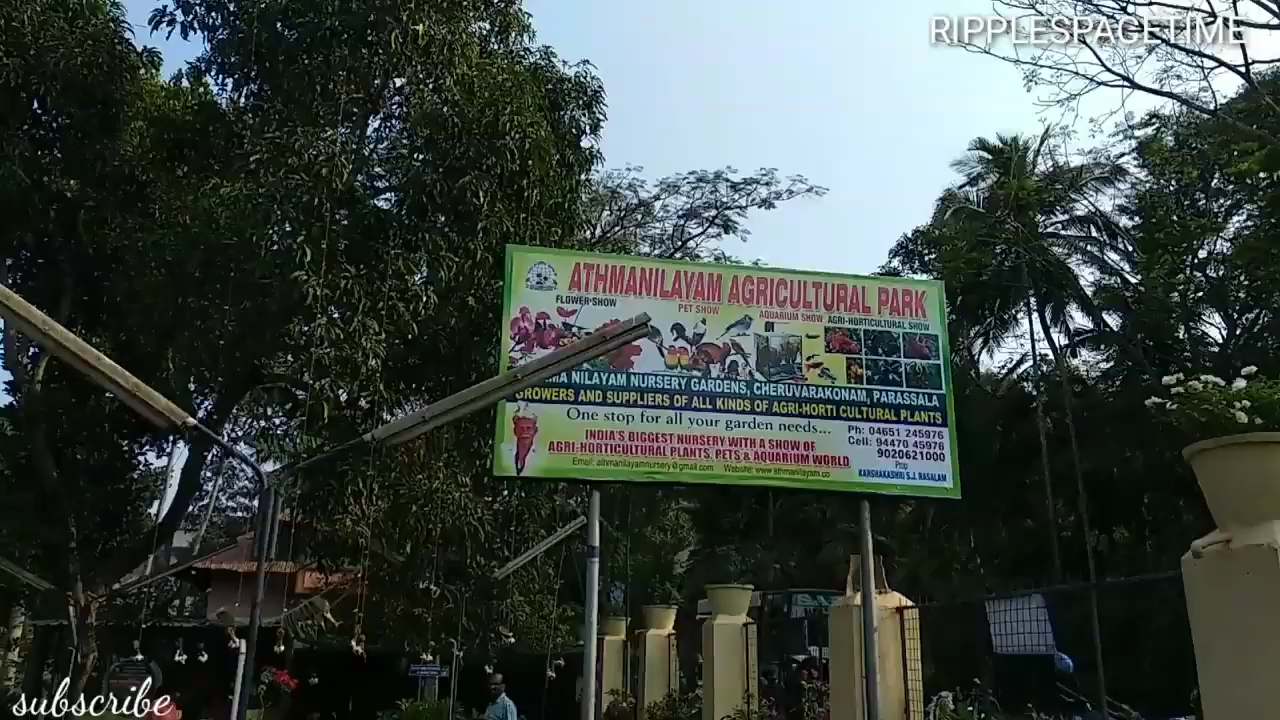 RIPPLESPACETIME
ATHMANILAYAM AGRICULTURAL PARK
FLOWER SHOW
PET SHOW
AQUARIUM SHOW
AGRI-HORTICULTURAL SHOW
NILAYAM NURSERY GARDENS, CHERUVARAKONAM, PARASSALA
GROWERS AND SUPPLIERS OF ALL KINDS OF AGRI-HORTI CULTURAL PLANTS
One stop for all your garden needs...
INDIA'S BIGGEST NURSERY WITH A SHOW OF
AGRI-HORTICULTURAL PLANTS, PETS & AQUARIUM WORLD
Email: athmanilayamnursery@gmail.com Website: www.athmanilayam.co
Ph: 04651 245976
Cell: 94470 45976
9020621000
Prop
KARSHAKASHRI S.J. RASALAM
subscribe